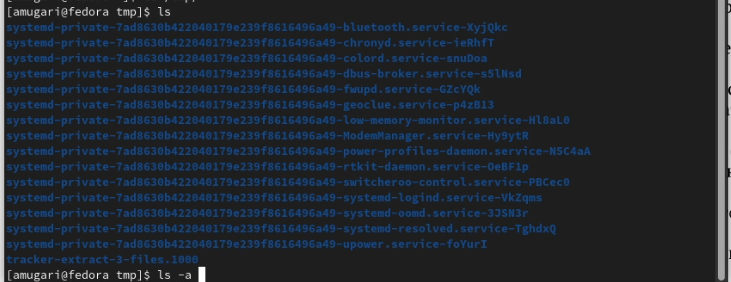 [amugari@fedora tmp]$ ls
systemd-private-7ad8630b422040179e239f8616496a49-bluetooth.service-XyjQkc
systemd-private-7ad8630b422040179e239f8616496a49-chronyd.service-ieRhfT
systemd-private-7ad8630b422040179e239f8616496a49-colord.service-snuDoa
systemd-private-7ad8630b422040179e239f8616496a49-dbus-broker.service-s5lNsd
systemd-private-7ad8630b422040179e239f8616496a49-fwupd.service-GZcYQk
systemd-private-7ad8630b422040179e239f8616496a49-geoclue.service-p4zB13
systemd-private-7ad8630b422040179e239f8616496a49-low-memory-monitor.service-Hl8aL0
systemd-private-7ad8630b422040179e239f8616496a49-ModemManager.service-Hy9ytR
systemd-private-7ad8630b422040179e239f8616496a49-power-profiles-daemon.service-N5C4aA
systemd-private-7ad8630b422040179e239f8616496a49-rtkit-daemon.service-OeBF1p
systemd-private-7ad8630b422040179e239f8616496a49-switcheroo-control.service-PBCec0
systemd-private-7ad8630b422040179e239f8616496a49-systemd-logind.service-VkZqms
systemd-private-7ad8630b422040179e239f8616496a49-systemd-oomd.service-3JSN3r
systemd-private-7ad8630b422040179e239f8616496a49-systemd-resolved.service-TghdxQ
systemd-private-7ad8630b422040179e239f8616496a49-upower.service-foYurI
tracker-extract-3-files.1000
[amugari@fedora tmp]$ ls -a